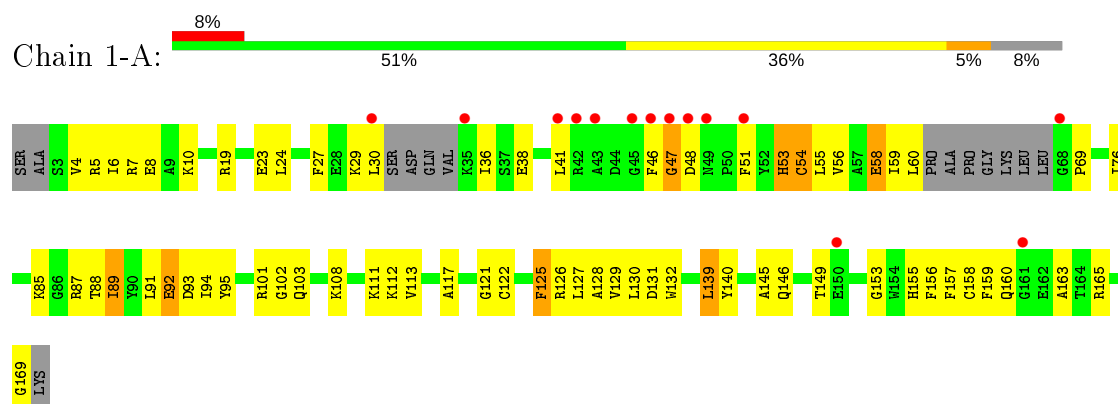 8%
Chain 1-A:
51% 36% 5% 8%
SER ALA S3 V4 R5 I6 R7 E8 A9 K10 R19 E23 L24 F27 E28 K29 L30 SER ASP GLN VAL K35 I36 S37 E38 L41 R42 A43 D44 G45 F46 G47 D48 N49 P50 F51 Y52 H53 C54 L55 V56 A57 E58 I59 L60 PRO ALA PRO GLY LYS LEU LEU G68 P69
K85 G86 R87 T88 I89 Y90 L91 E92 D93 I94 Y95 R101 G102 Q103 K108 K111 K112 V113 A117 G121 C122 F125 R126 L127 A128 V129 L130 D131 W132 L139 Y140 A145 Q146 T149 E150 G153 W154 H155 F156 F157 C158 F159 Q160 G161 E162 A163 T164 R165
G169 LYS